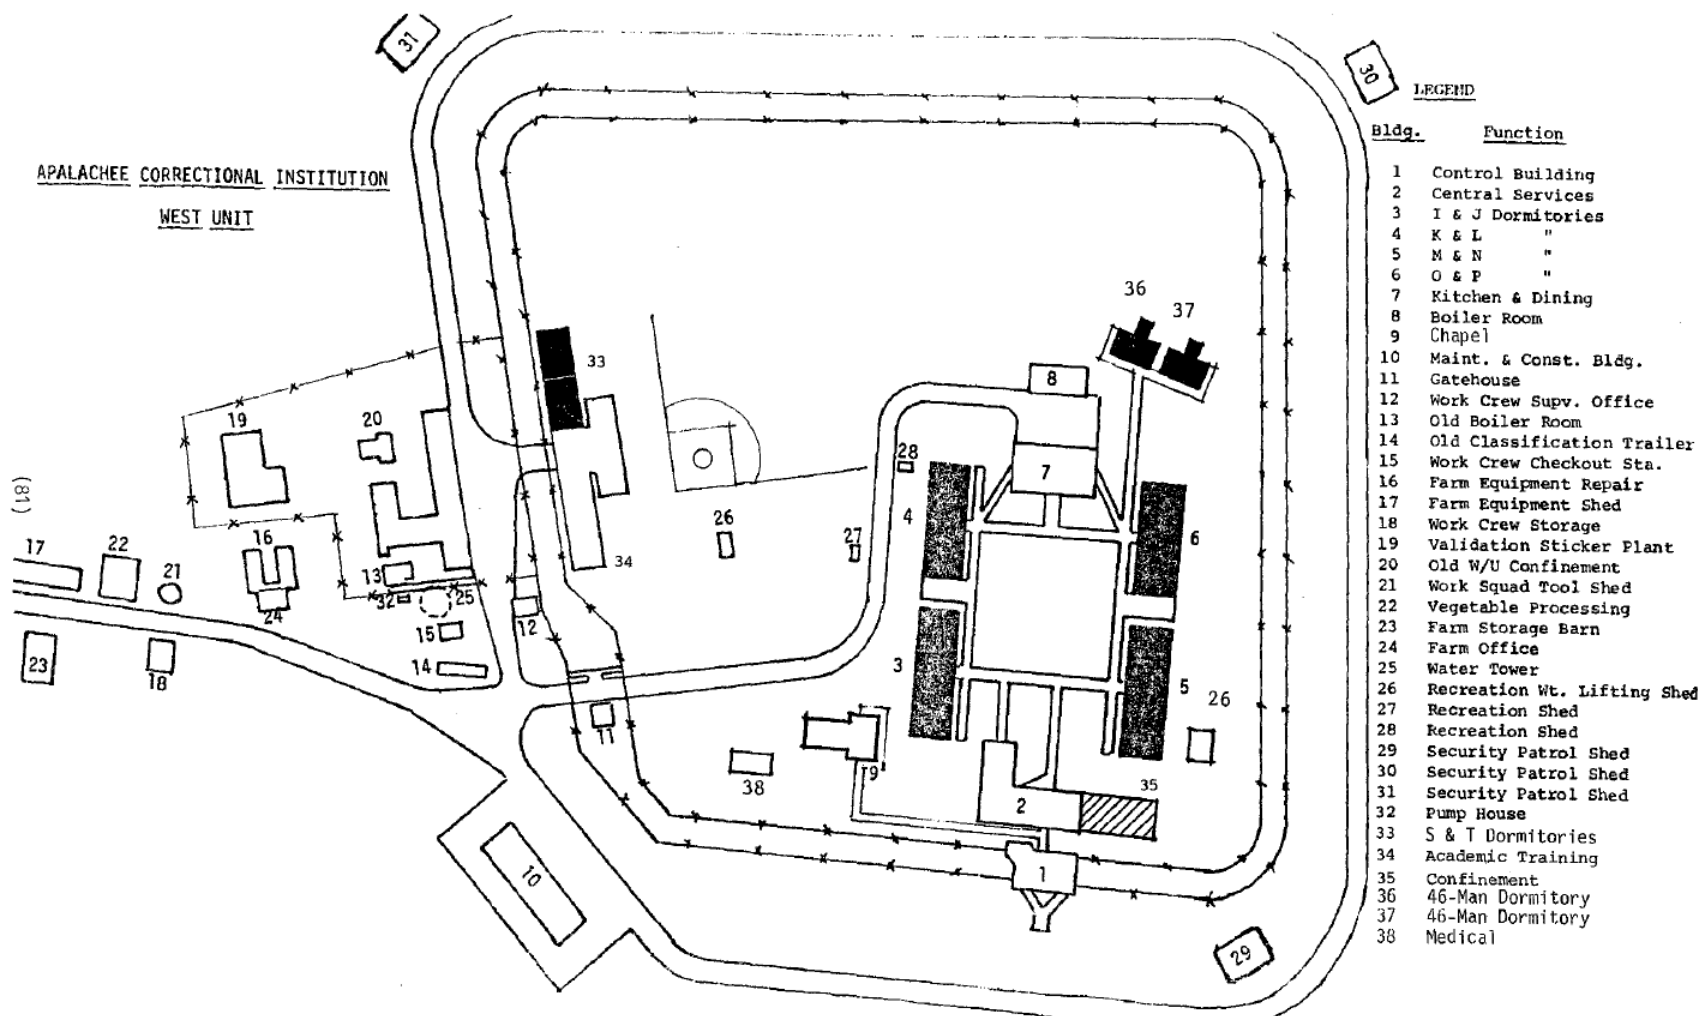 APALACHEE CORRECTIONAL INSTITUTION
WEST UNIT
(81)
31
30
36
37
33
8
19
20
28
7
4
6
26
27
17
22
21
16
13
34
32
25
24
12
15
14
23
18
3
5
26
11
38
9
35
2
10
1
29
LEGEND
Bldg. Function
1 Control Building
2 Central Services
3 I & J Dormitories
4 K & L "
5 M & N "
6 O & P "
7 Kitchen & Dining
8 Boiler Room
9 Chapel
10 Maint. & Const. Bldg.
11 Gatehouse
12 Work Crew Supv. Office
13 Old Boiler Room
14 Old Classification Trailer
15 Work Crew Checkout Sta.
16 Farm Equipment Repair
17 Farm Equipment Shed
18 Work Crew Storage
19 Validation Sticker Plant
20 Old W/U Confinement
21 Work Squad Tool Shed
22 Vegetable Processing
23 Farm Storage Barn
24 Farm Office
25 Water Tower
26 Recreation Wt. Lifting Shed
27 Recreation Shed
28 Recreation Shed
29 Security Patrol Shed
30 Security Patrol Shed
31 Security Patrol Shed
32 Pump House
33 S & T Dormitories
34 Academic Training
35 Confinement
36 46-Man Dormitory
37 46-Man Dormitory
38 Medical